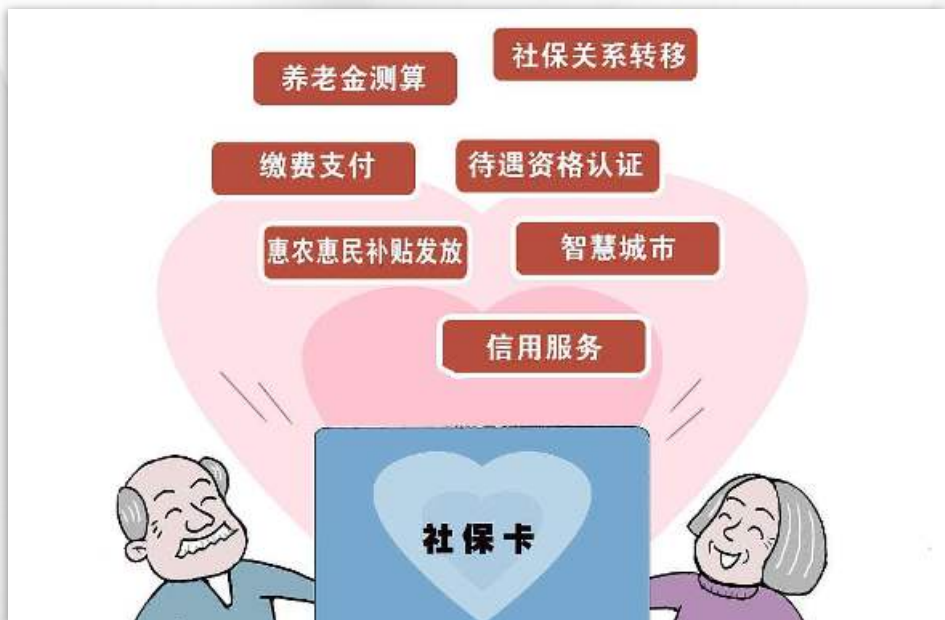 社保关系转移
养老金测算
缴费支付
待遇资格认证
惠农惠民补贴发放
智慧城市
信用服务
社保卡